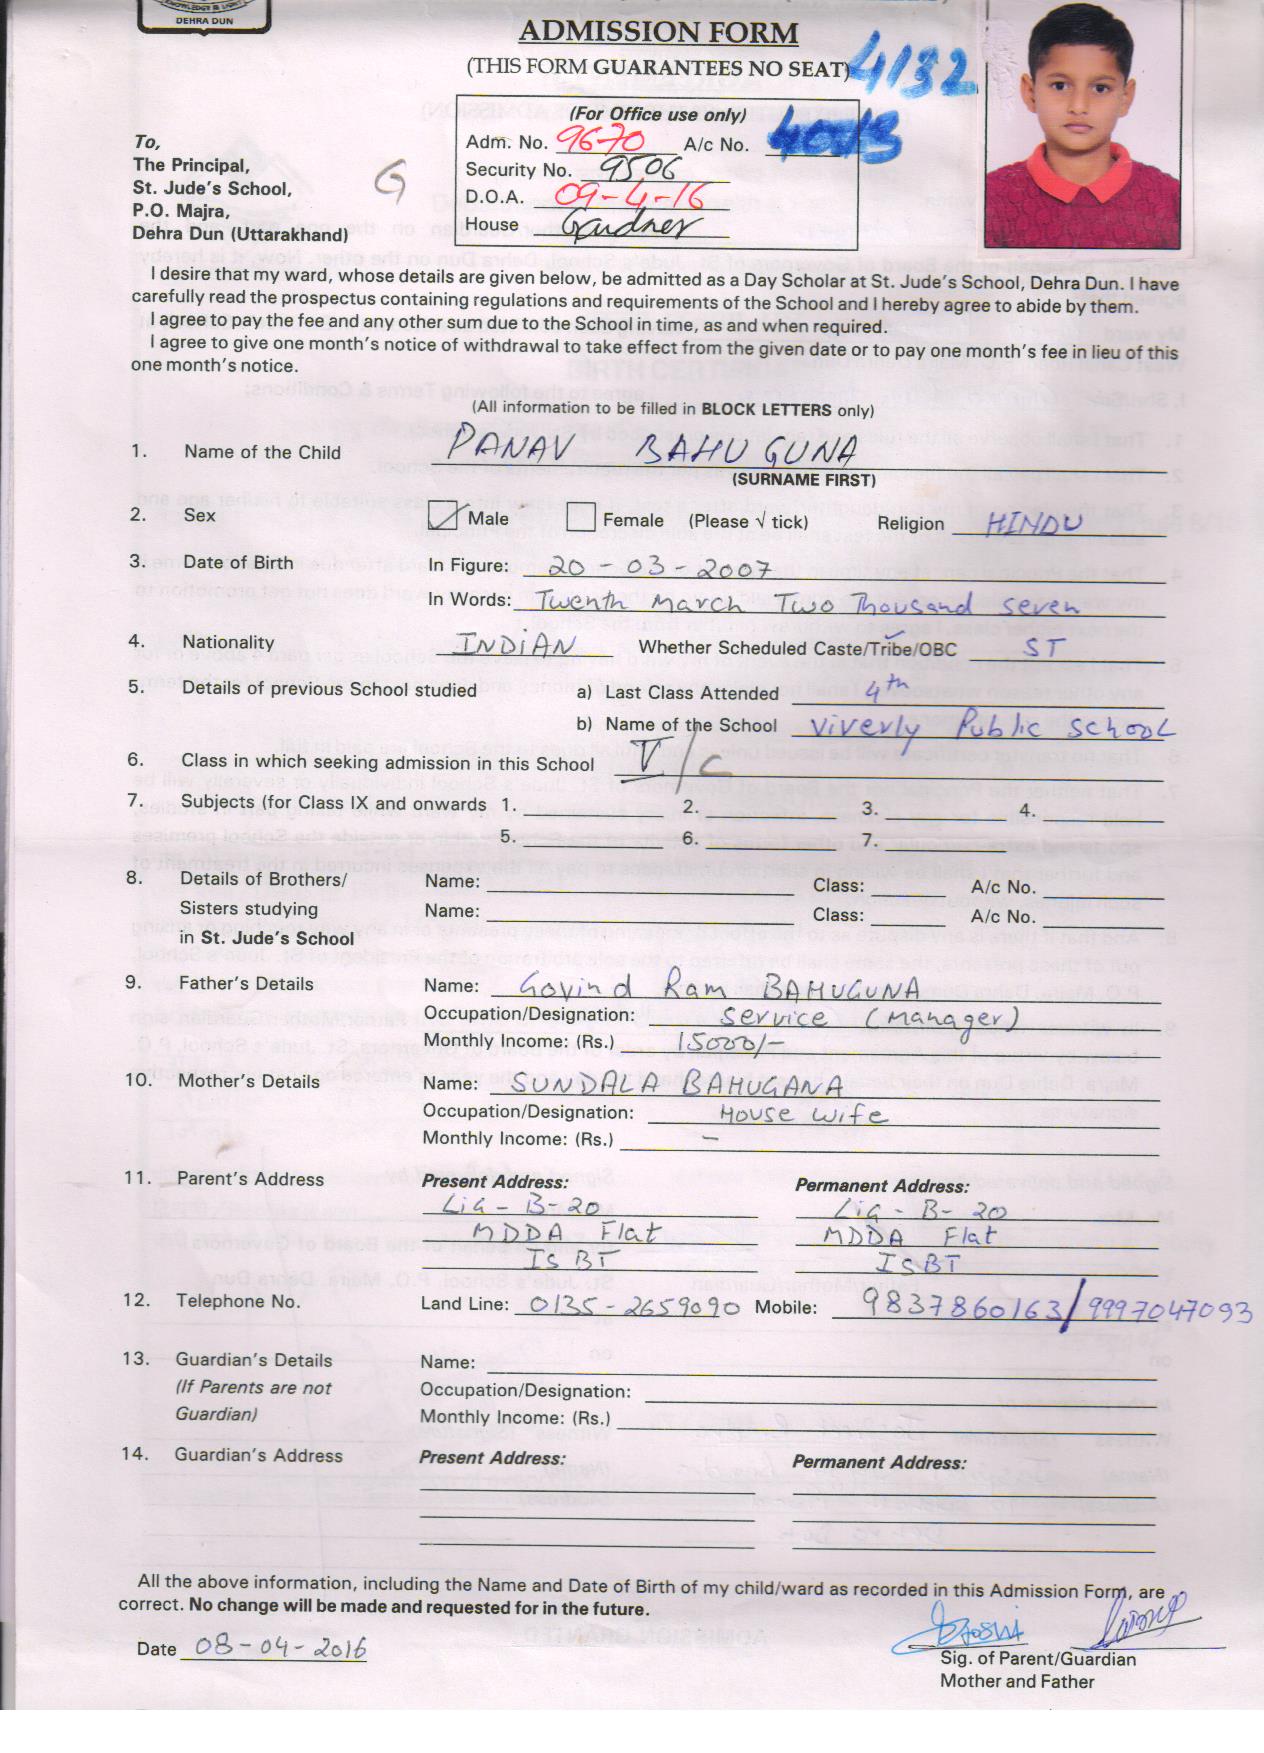 DEHRA DUN
ADMISSION FORM
(THIS FORM GUARANTEES NO SEAT)
4132
(For Office use only)
Adm. No. 9670 A/c No.
Security No. 9506
D.O.A. 09-4-16
House Gardner
To,
The Principal,
St. Jude's School,
P.O. Majra,
Dehra Dun (Uttarakhand)
G
I desire that my ward, whose details are given below, be admitted as a Day Scholar at St. Jude's School, Dehra Dun. I have
carefully read the prospectus containing regulations and requirements of the School and I hereby agree to abide by them.
I agree to pay the fee and any other sum due to the School in time, as and when required.
I agree to give one month's notice of withdrawal to take effect from the given date or to pay one month's fee in lieu of this
one month's notice.
(All information to be filled in BLOCK LETTERS only)
1. Name of the Child PANAV BAHUGUNA
(SURNAME FIRST)
2. Sex Male Female (Please √ tick) Religion HINDU
3. Date of Birth In Figure: 20-03-2007
In Words: Twenth March Two Thousand seven
4. Nationality INDIAN Whether Scheduled Caste/Tribe/OBC ST
5. Details of previous School studied a) Last Class Attended 4th
b) Name of the School Viverly Public School
6. Class in which seeking admission in this School V/C
7. Subjects (for Class IX and onwards 1. 2. 3. 4.
5. 6. 7.
8. Details of Brothers/ Name: Class: A/c No.
Sisters studying Name: Class: A/c No.
in St. Jude's School
9. Father's Details Name: Govind Ram BAHUGUNA
Occupation/Designation: Service (Manager)
Monthly Income: (Rs.) 15000/-
10. Mother's Details Name: SUNDALA BAHUGANA
Occupation/Designation: House wife
Monthly Income: (Rs.) –
11. Parent's Address Present Address: Permanent Address:
Lig - B-20 Lig - B- 20
MDDA Flat MDDA Flat
ISBT ISBT
12. Telephone No. Land Line: 0135-2659090 Mobile: 9837860163/9997047093
13. Guardian's Details Name:
(If Parents are not Occupation/Designation:
Guardian) Monthly Income: (Rs.)
14. Guardian's Address Present Address: Permanent Address:
All the above information, including the Name and Date of Birth of my child/ward as recorded in this Admission Form, are
correct. No change will be made and requested for in the future.
Date 08-04-2016
Sig. of Parent/Guardian
Mother and Father